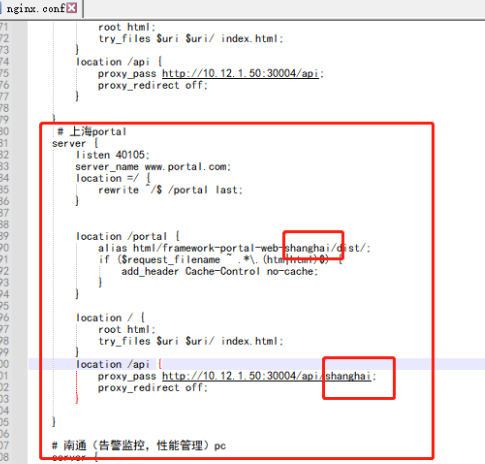 nginx.conf
71 root html;
72 try_files $uri $uri/ index.html;
73 }
74 location /api {
75 proxy_pass http://10.12.1.50:30004/api;
76 proxy_redirect off;
77 }
78
79 }
80 # 上海portal
81 server {
82 listen 40105;
83 server_name www.portal.com;
84 location =/ {
85 rewrite ^/$ /portal last;
86 }
87
88
89 location /portal {
90 alias html/framework-portal-web-shanghai/dist/;
91 if ($request_filename ~ .*\.(htm|html)$) {
92 add_header Cache-Control no-cache;
93 }
94 }
95
96 location / {
97 root html;
98 try_files $uri $uri/ index.html;
99 }
00 location /api {
01 proxy_pass http://10.12.1.50:30004/api/shanghai;
02 proxy_redirect off;
03 }
04
05 }
06
07 # 南通（告警监控，性能管理）pc
08 server {